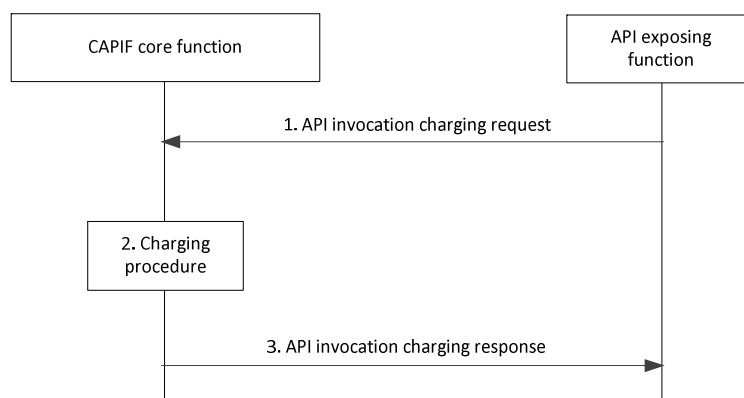 CAPIF core function
API exposing
function
1. API invocation charging request
2. Charging
procedure
3. API invocation charging response